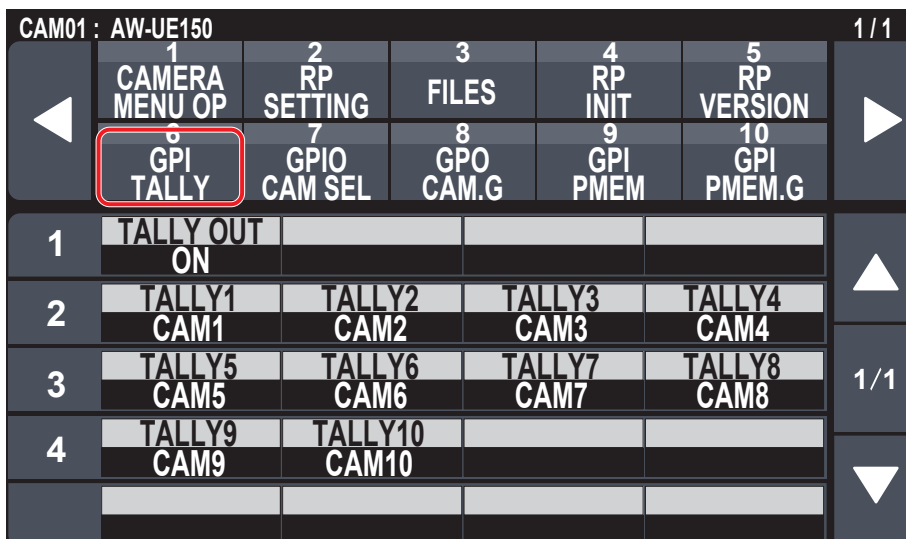 CAM01 : AW-UE150 1 / 1
1 2 3 4 5
CAMERA MENU OP RP SETTING FILES RP INIT RP VERSION
6 7 8 9 10
GPI TALLY GPIO CAM SEL GPO CAM.G GPI PMEM GPI PMEM.G
1 TALLY OUT
ON
2 TALLY1 TALLY2 TALLY3 TALLY4
CAM1 CAM2 CAM3 CAM4
3 TALLY5 TALLY6 TALLY7 TALLY8 1/1
CAM5 CAM6 CAM7 CAM8
4 TALLY9 TALLY10
CAM9 CAM10